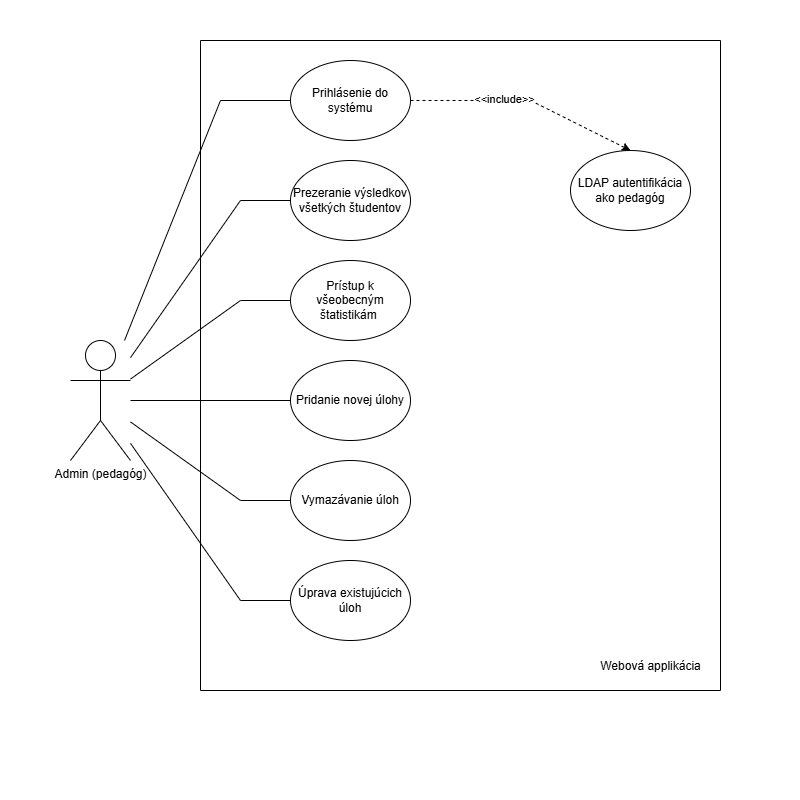 Prihlásenie do
systému
<<include>>
LDAP autentifikácia
ako pedagóg
Prezeranie výsledkov
všetkých študentov
Prístup k
všeobecným
štatistikám
Pridanie novej úlohy
Admin (pedagóg)
Vymazávanie úloh
Úprava existujúcich
úloh
Webová applikácia